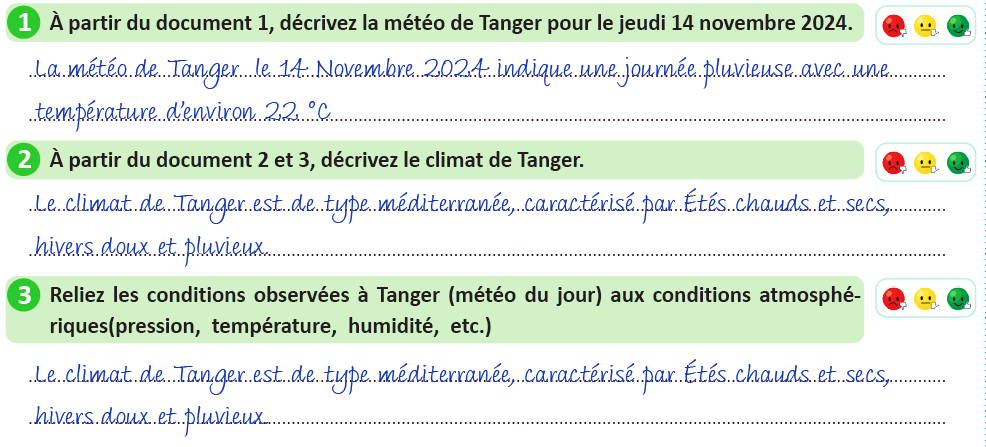 1 À partir du document 1, décrivez la météo de Tanger pour le jeudi 14 novembre 2024.
La météo de Tanger le 14 Novembre 2024 indique une journée pluvieuse avec une
température d'environ 22 °C
2 À partir du document 2 et 3, décrivez le climat de Tanger.
Le climat de Tanger est de type méditerranée, caractérisé par Étés chauds et secs,
hivers doux et pluvieux.
3 Reliez les conditions observées à Tanger (météo du jour) aux conditions atmosphé-
riques(pression, température, humidité, etc.)
Le climat de Tanger est de type méditerranée, caractérisé par Étés chauds et secs,
hivers doux et pluvieux.